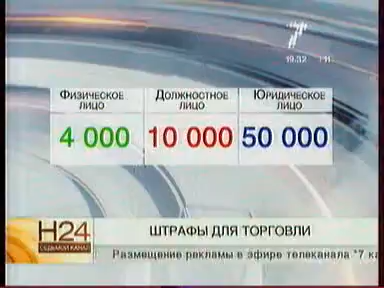 7
19:32
ФИЗИЧЕСКОЕ ЛИЦО
ДОЛЖНОСТНОЕ ЛИЦО
ЮРИДИЧЕСКОЕ ЛИЦО
4 000
10 000
50 000
Н24
СЕДЬМОЙ КАНАЛ
ШТРАФЫ ДЛЯ ТОРГОВЛИ
Размещение рекламы в эфире телеканала "7 ка